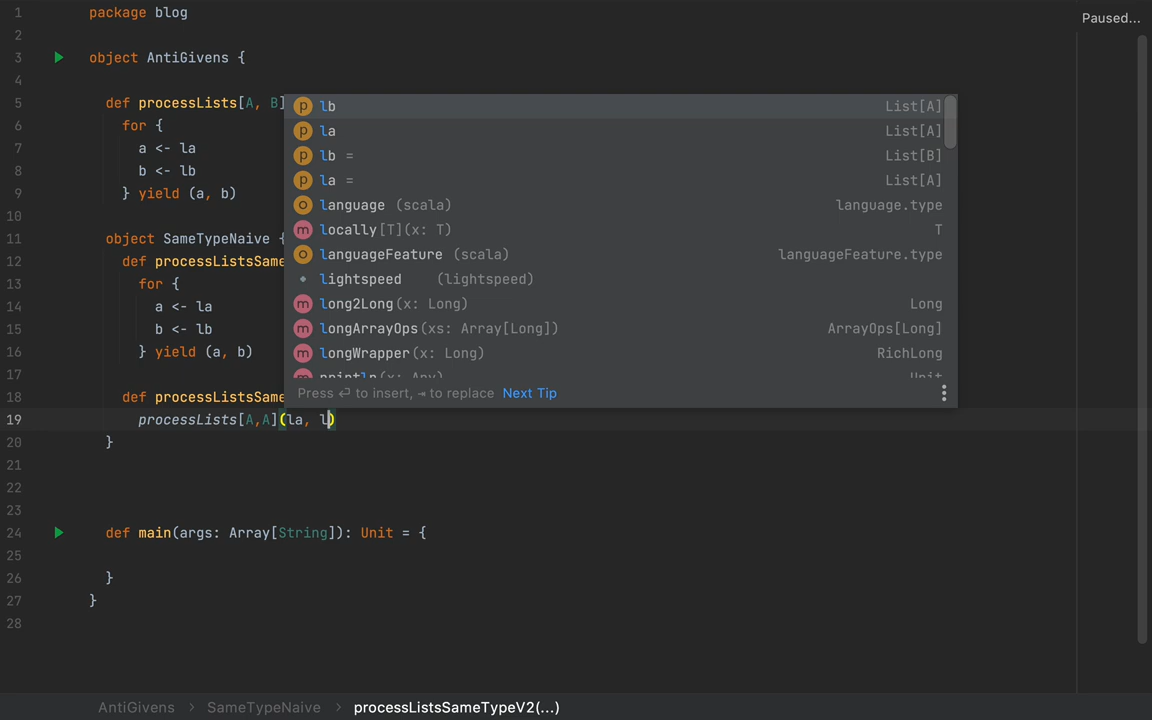 1 package blog
Paused...
2
3 object AntiGivens {
4
5 def processLists[A, B]
6 for {
7 a <- la
8 b <- lb
9 } yield (a, b)
10
11 object SameTypeNaive {
12 def processListsSame
13 for {
14 a <- la
15 b <- lb
16 } yield (a, b)
17
18 def processListsSame
19 processLists[A,A](la, l)
20 }
21
22
23
24 def main(args: Array[String]): Unit = {
25
26 }
27 }
28
p lb List[A]
p la List[A]
p lb = List[B]
p la = List[A]
o language (scala) language.type
m locally[T](x: T) T
o languageFeature (scala) languageFeature.type
lightspeed (lightspeed)
m long2Long(x: Long) Long
m longArrayOps(xs: Array[Long]) ArrayOps[Long]
m longWrapper(x: Long) RichLong
m println(x: Any) Unit
Press ⏎ to insert, ⇥ to replace Next Tip
AntiGivens > SameTypeNaive > processListsSameTypeV2(...)